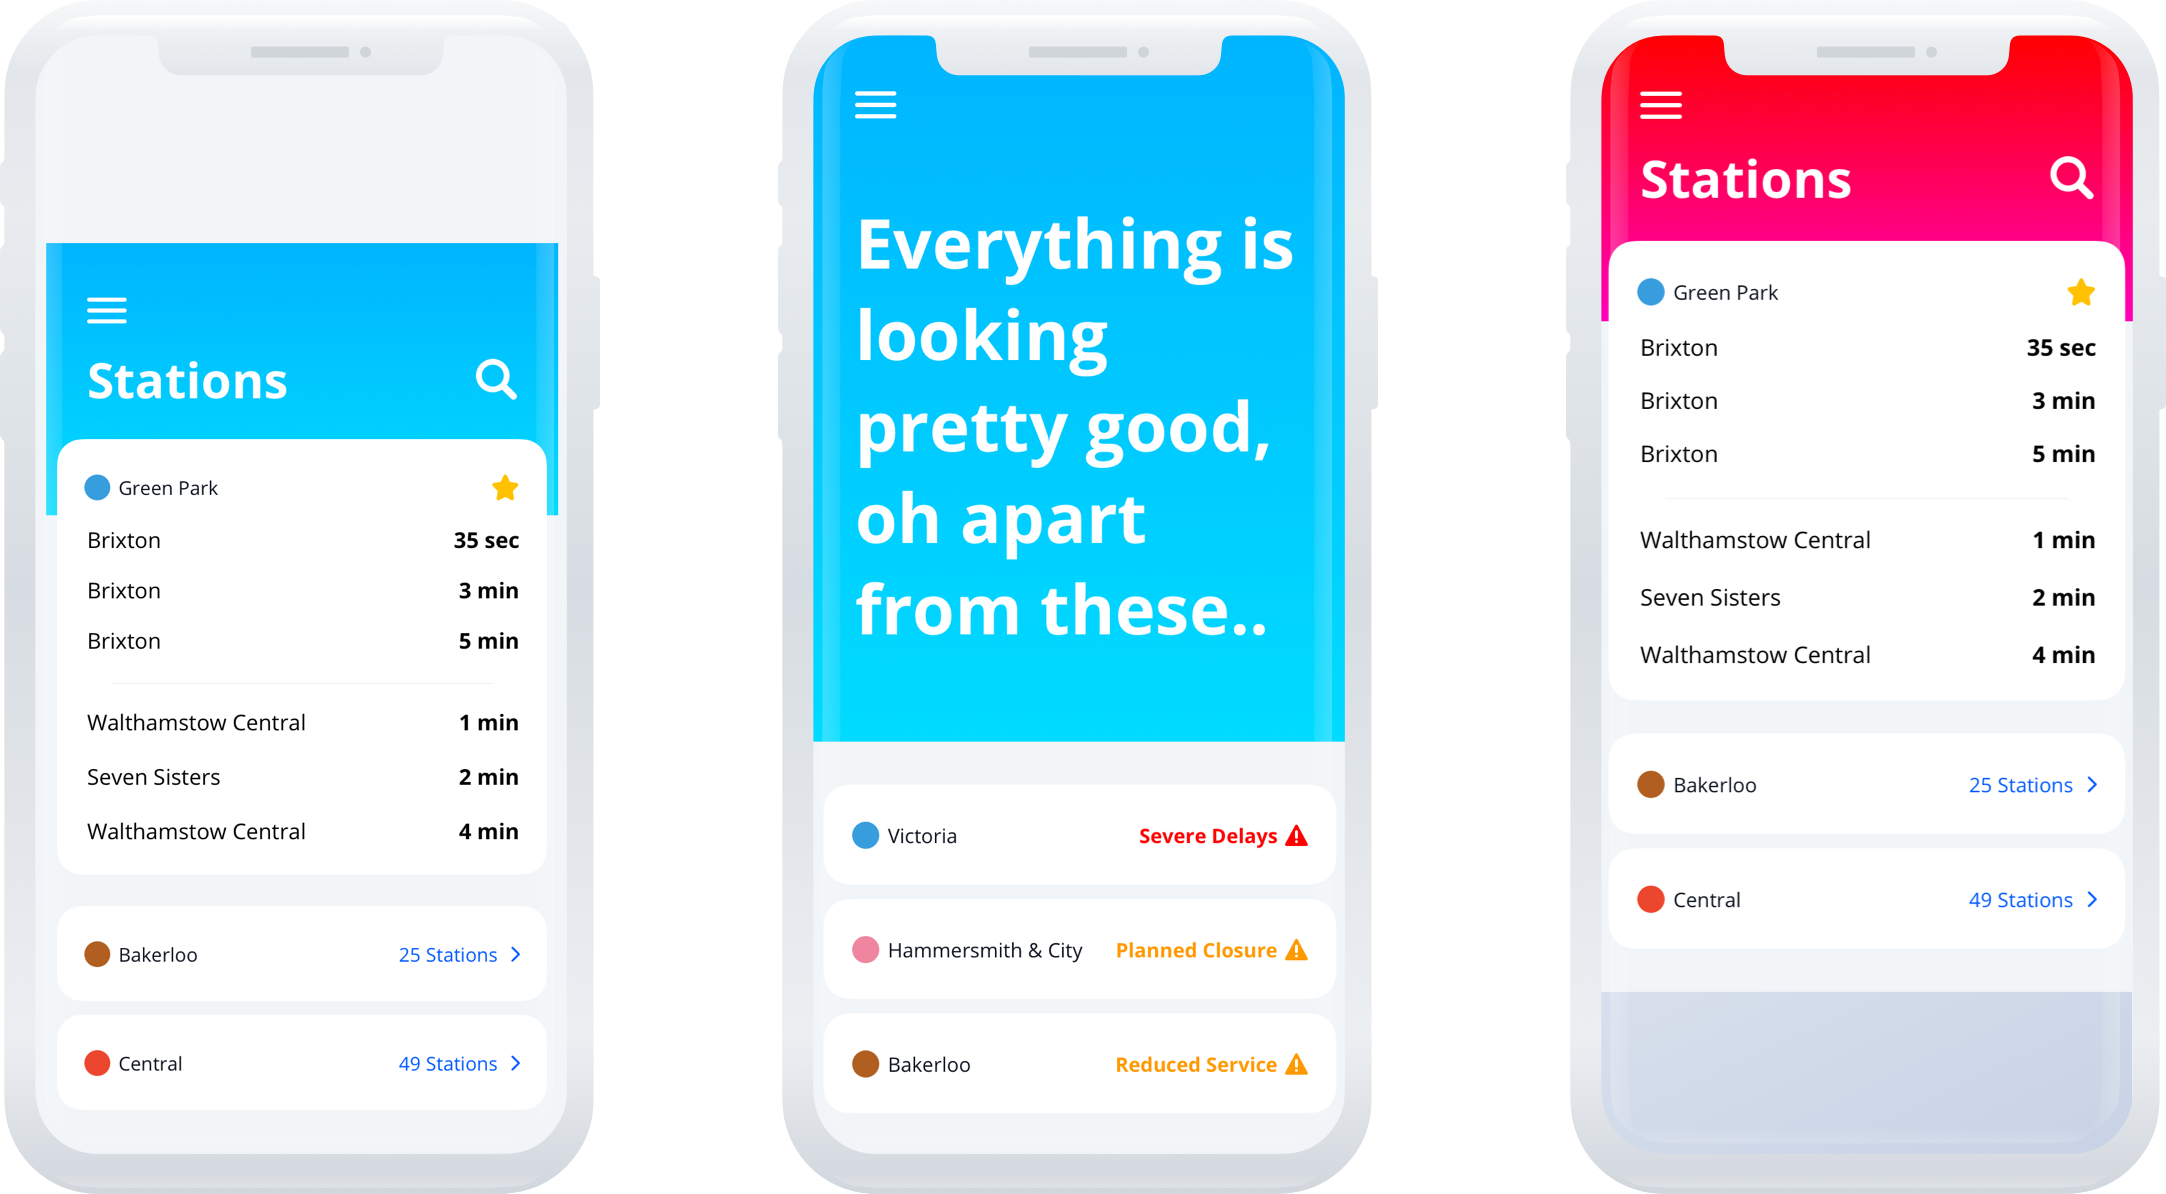 Stations
Green Park
Brixton 35 sec
Brixton 3 min
Brixton 5 min
Walthamstow Central 1 min
Seven Sisters 2 min
Walthamstow Central 4 min
Bakerloo 25 Stations
Central 49 Stations
Everything is
looking
pretty good,
oh apart
from these..
Victoria Severe Delays
Hammersmith & City Planned Closure
Bakerloo Reduced Service
Stations
Green Park
Brixton 35 sec
Brixton 3 min
Brixton 5 min
Walthamstow Central 1 min
Seven Sisters 2 min
Walthamstow Central 4 min
Bakerloo 25 Stations
Central 49 Stations